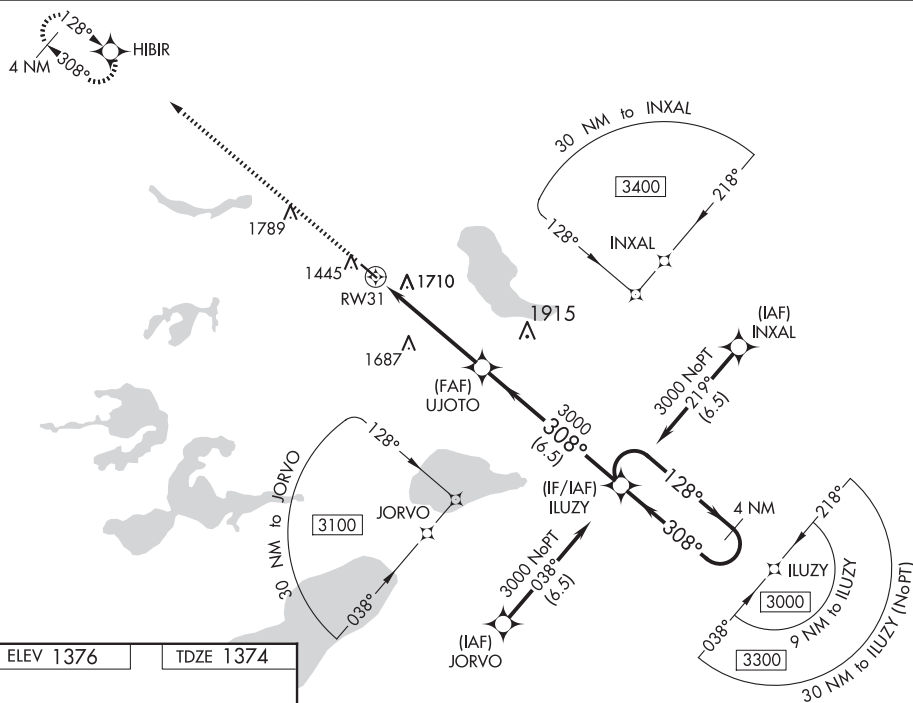 128°
HIBIR
308°
4 NM
30 NM to INXAL
3400
218°
128°
INXAL
1789
1445
RW31
1710
1915
1687
(FAF)
UJOTO
(IAF)
INXAL
3000 NoPT
219°
(6.5)
3000
308°
(6.5)
128°
30 NM to JORVO
3100
JORVO
038°
(IF/IAF)
ILUZY
128°
4 NM
308°
3000 NoPT
038°
(6.5)
(IAF)
JORVO
218°
ILUZY
3000
9 NM to ILUZY
038°
3300
30 NM to ILUZY (NoPT)
ELEV 1376
TDZE 1374